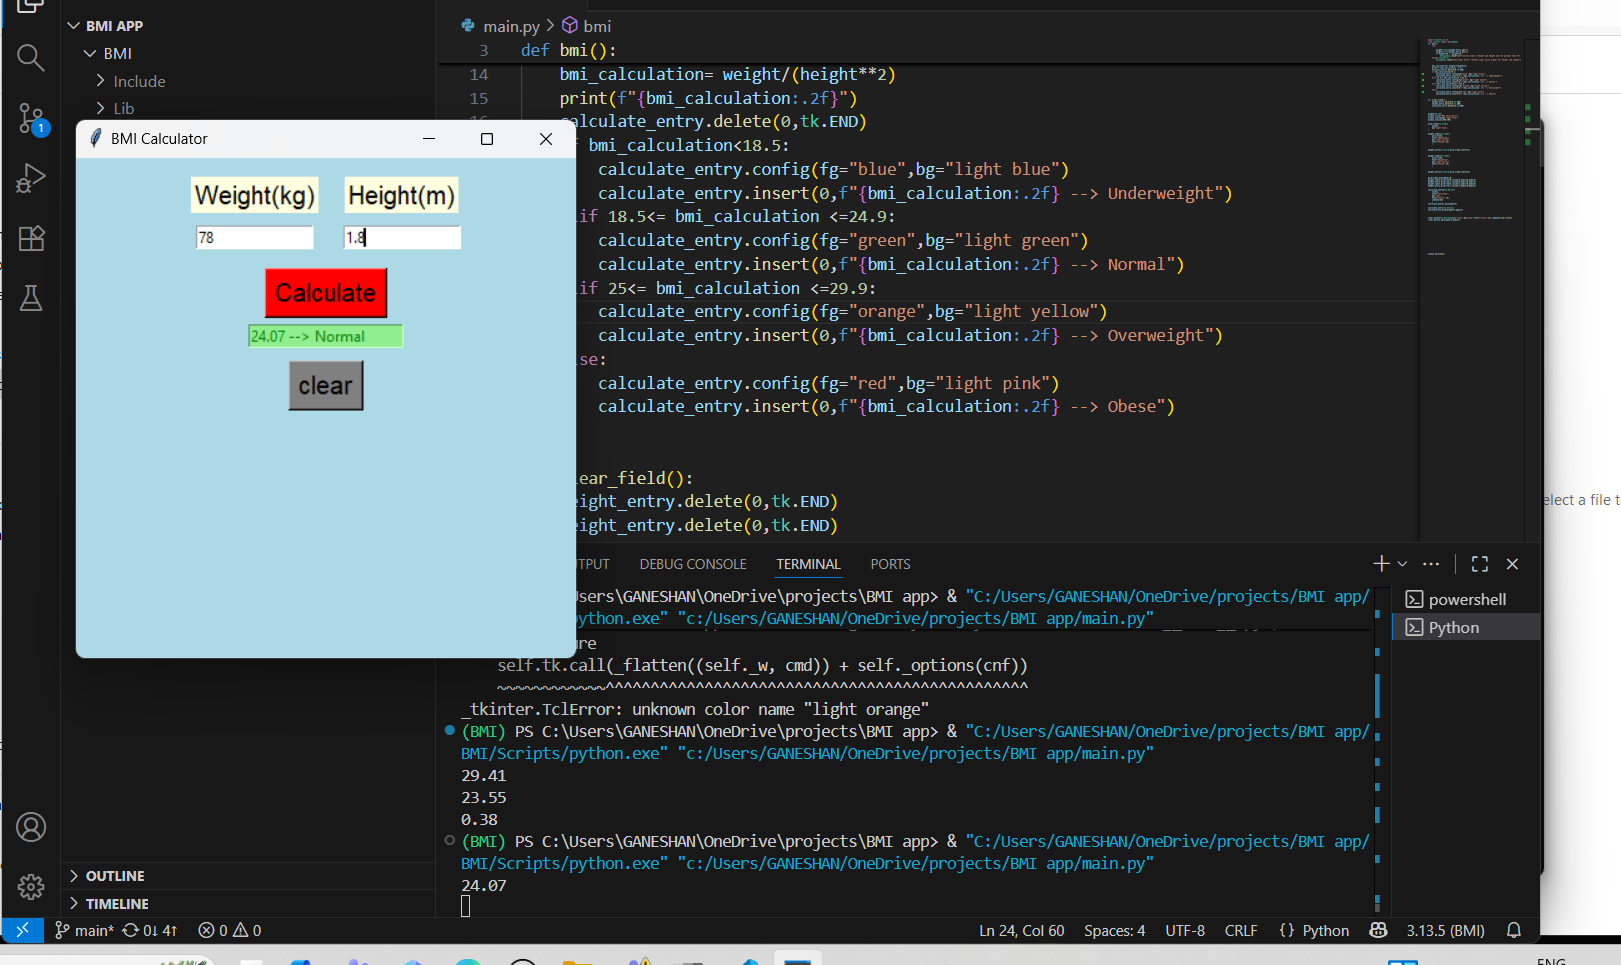 BMI APP
BMI
Include
Lib
1
main.py > bmi
3 def bmi():
14 bmi_calculation= weight/(height**2)
15 print(f"{bmi_calculation:.2f}")
calculate_entry.delete(0,tk.END)
bmi_calculation<18.5:
calculate_entry.config(fg="blue",bg="light blue")
calculate_entry.insert(0,f"{bmi_calculation:.2f} --> Underweight")
if 18.5<= bmi_calculation <=24.9:
calculate_entry.config(fg="green",bg="light green")
calculate_entry.insert(0,f"{bmi_calculation:.2f} --> Normal")
if 25<= bmi_calculation <=29.9:
calculate_entry.config(fg="orange",bg="light yellow")
calculate_entry.insert(0,f"{bmi_calculation:.2f} --> Overweight")
se:
calculate_entry.config(fg="red",bg="light pink")
calculate_entry.insert(0,f"{bmi_calculation:.2f} --> Obese")
lear_field():
eight_entry.delete(0,tk.END)
eight_entry.delete(0,tk.END)
BMI Calculator
Weight(kg) Height(m)
78 1.8
Calculate
24.07 --> Normal
clear
elect a file t
TPUT DEBUG CONSOLE TERMINAL PORTS
sers\GANESHAN\OneDrive\projects\BMI app> & "C:/Users/GANESHAN/OneDrive/projects/BMI app/
ython.exe" "c:/Users/GANESHAN/OneDrive/projects/BMI app/main.py"
re
self.tk.call(_flatten((self._w, cmd)) + self._options(cnf))
~~~~~~~~~~~~^^^^^^^^^^^^^^^^^^^^^^^^^^^^^^^^^^^^^^^^^^^^^^^
_tkinter.TclError: unknown color name "light orange"
(BMI) PS C:\Users\GANESHAN\OneDrive\projects\BMI app> & "C:/Users/GANESHAN/OneDrive/projects/BMI app/
BMI/Scripts/python.exe" "c:/Users/GANESHAN/OneDrive/projects/BMI app/main.py"
29.41
23.55
0.38
(BMI) PS C:\Users\GANESHAN\OneDrive\projects\BMI app> & "C:/Users/GANESHAN/OneDrive/projects/BMI app/
BMI/Scripts/python.exe" "c:/Users/GANESHAN/OneDrive/projects/BMI app/main.py"
24.07
powershell
Python
OUTLINE
TIMELINE
main* 0↓ 4↑ 0 0 Ln 24, Col 60 Spaces: 4 UTF-8 CRLF {} Python 3.13.5 (BMI)
ENG